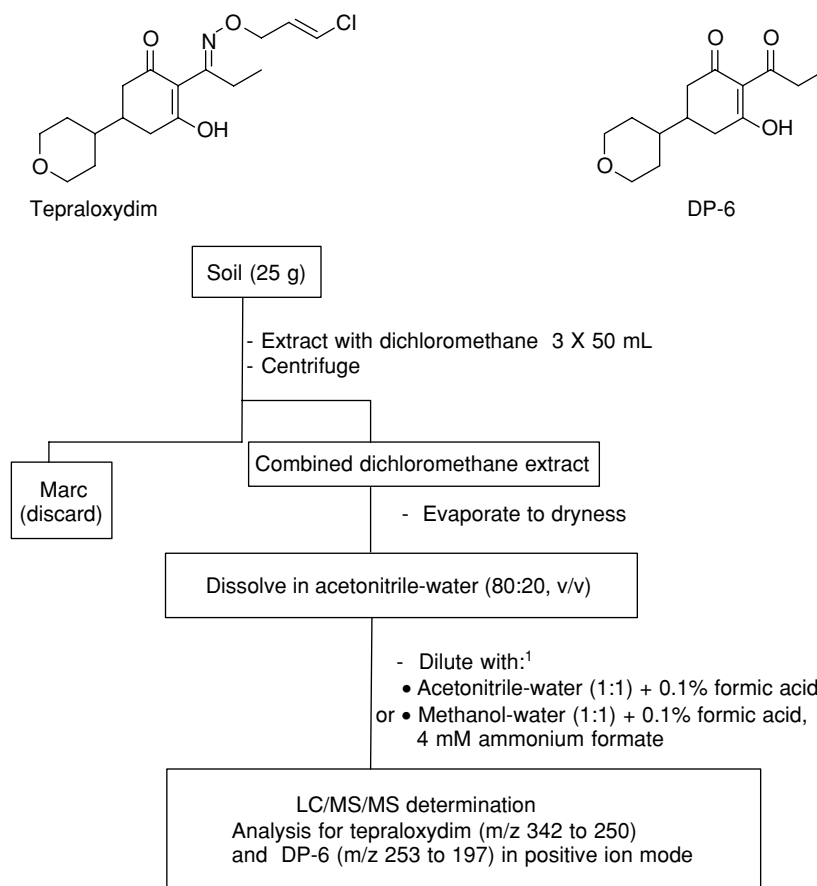 O
N
O
Cl
OH
O
Tepraloxydim
O
O
OH
O
DP-6
Soil (25 g)
- Extract with dichloromethane 3 X 50 mL
- Centrifuge
Marc
(discard)
Combined dichloromethane extract
- Evaporate to dryness
Dissolve in acetonitrile-water (80:20, v/v)
- Dilute with:¹
• Acetonitrile-water (1:1) + 0.1% formic acid
or • Methanol-water (1:1) + 0.1% formic acid,
4 mM ammonium formate
LC/MS/MS determination
Analysis for tepraloxydim (m/z 342 to 250)
and DP-6 (m/z 253 to 197) in positive ion mode